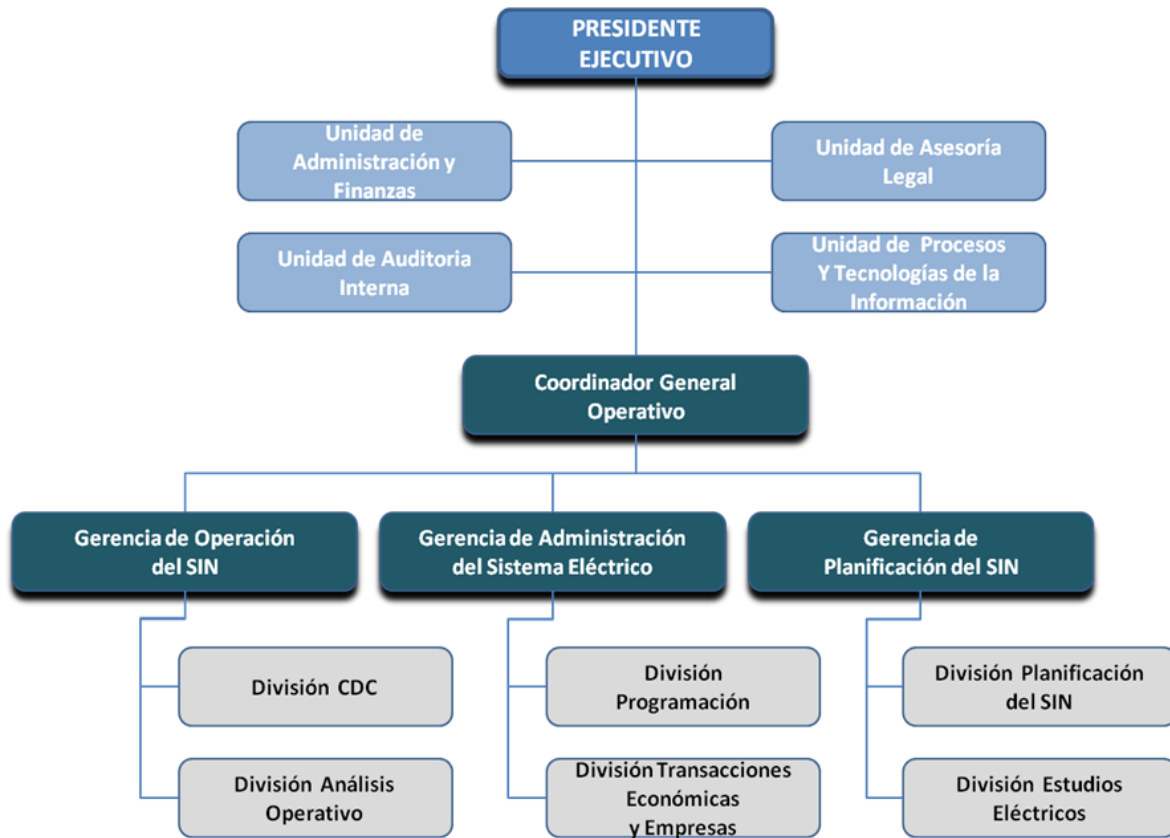 PRESIDENTE
EJECUTIVO
Unidad de
Administración y
Finanzas
Unidad de Asesoría
Legal
Unidad de Auditoria
Interna
Unidad de Procesos
Y Tecnologías de la
Información
Coordinador General
Operativo
Gerencia de Operación
del SIN
Gerencia de Administración
del Sistema Eléctrico
Gerencia de
Planificación del SIN
División CDC
División
Programación
División Planificación
del SIN
División Análisis
Operativo
División Transacciones
Económicas
y Empresas
División Estudios
Eléctricos